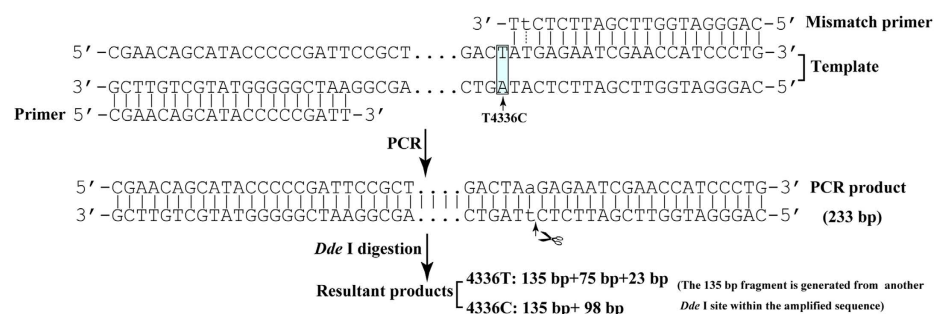 3'-TtCTCTTAGCTTGGTAGGGAC-5' Mismatch primer
5'-CGAACAGCATACCCCCGATTCCGCT....GACTATGAGAATCGAACCATCCCTG-3'
Template
3'-GCTTGTCGTATGGGGGCTAAGGCGA....CTGATACTCTTAGCTTGGTAGGGAC-5'
Primer 5'-CGAACAGCATACCCCCGATT-3'
T4336C
PCR
5'-CGAACAGCATACCCCCGATTCCGCT....GACTAaGAGAATCGAACCATCCCTG-3' PCR product
3'-GCTTGTCGTATGGGGGCTAAGGCGA....CTGATtCTCTTAGCTTGGTAGGGAC-5' (233 bp)
Dde I digestion
Resultant products
4336T: 135 bp+75 bp+23 bp (The 135 bp fragment is generated from another
4336C: 135 bp+ 98 bp Dde I site within the amplified sequence)